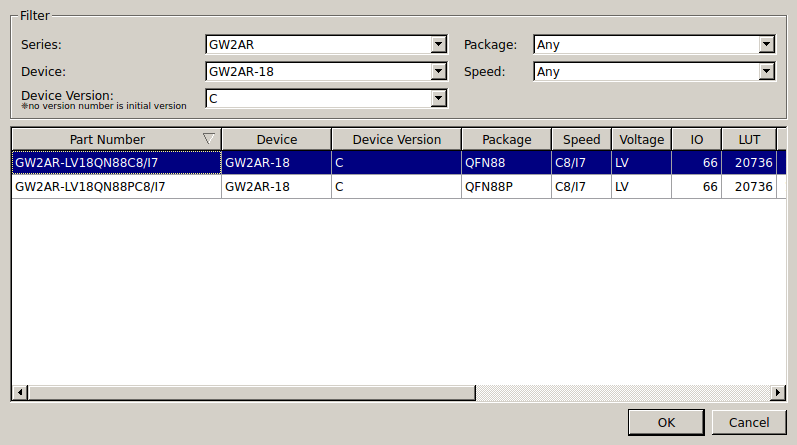 Filter
Series: GW2AR Package: Any
Device: GW2AR-18 Speed: Any
Device Version: C
*no version number is initial version
Part Number Device Device Version Package Speed Voltage IO LUT
GW2AR-LV18QN88C8/I7 GW2AR-18 C QFN88 C8/I7 LV 66 20736
GW2AR-LV18QN88PC8/I7 GW2AR-18 C QFN88P C8/I7 LV 66 20736
OK Cancel